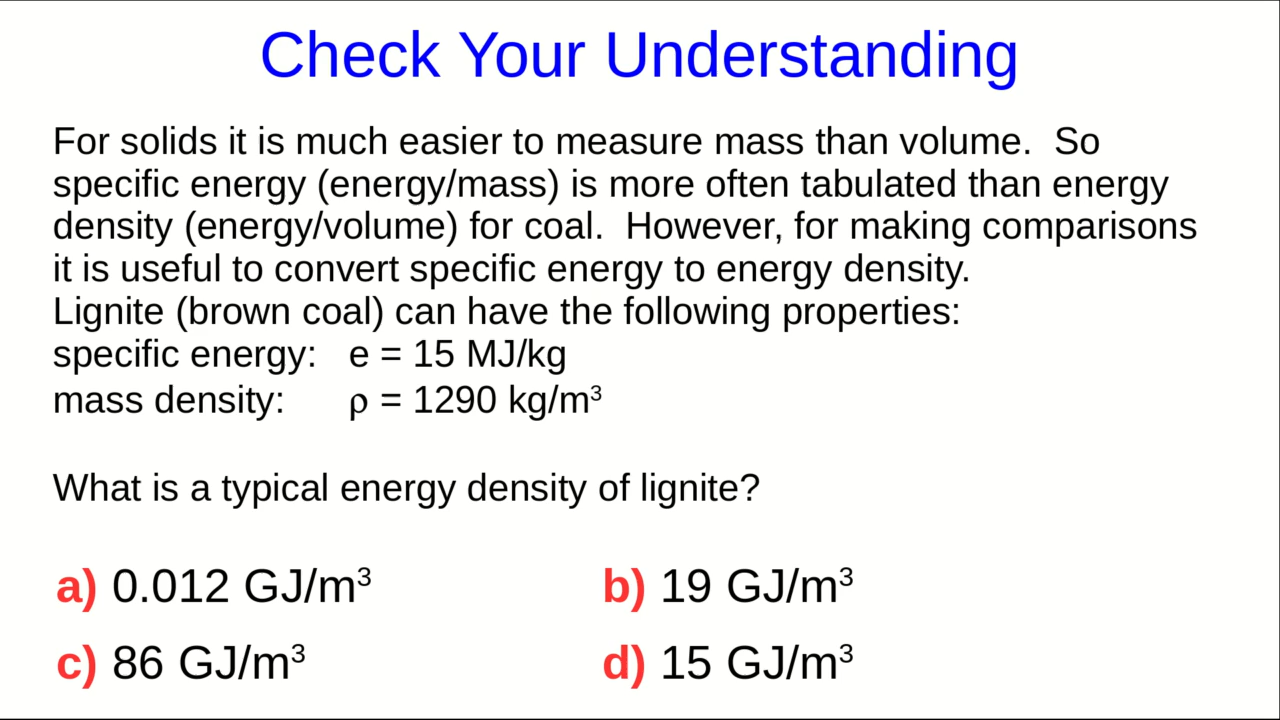 Check Your Understanding
For solids it is much easier to measure mass than volume.  So
specific energy (energy/mass) is more often tabulated than energy
density (energy/volume) for coal.  However, for making comparisons
it is useful to convert specific energy to energy density.
Lignite (brown coal) can have the following properties:
specific energy:   e = 15 MJ/kg
mass density:      ρ = 1290 kg/m³
What is a typical energy density of lignite?
a) 0.012 GJ/m³   b) 19 GJ/m³
c) 86 GJ/m³   d) 15 GJ/m³